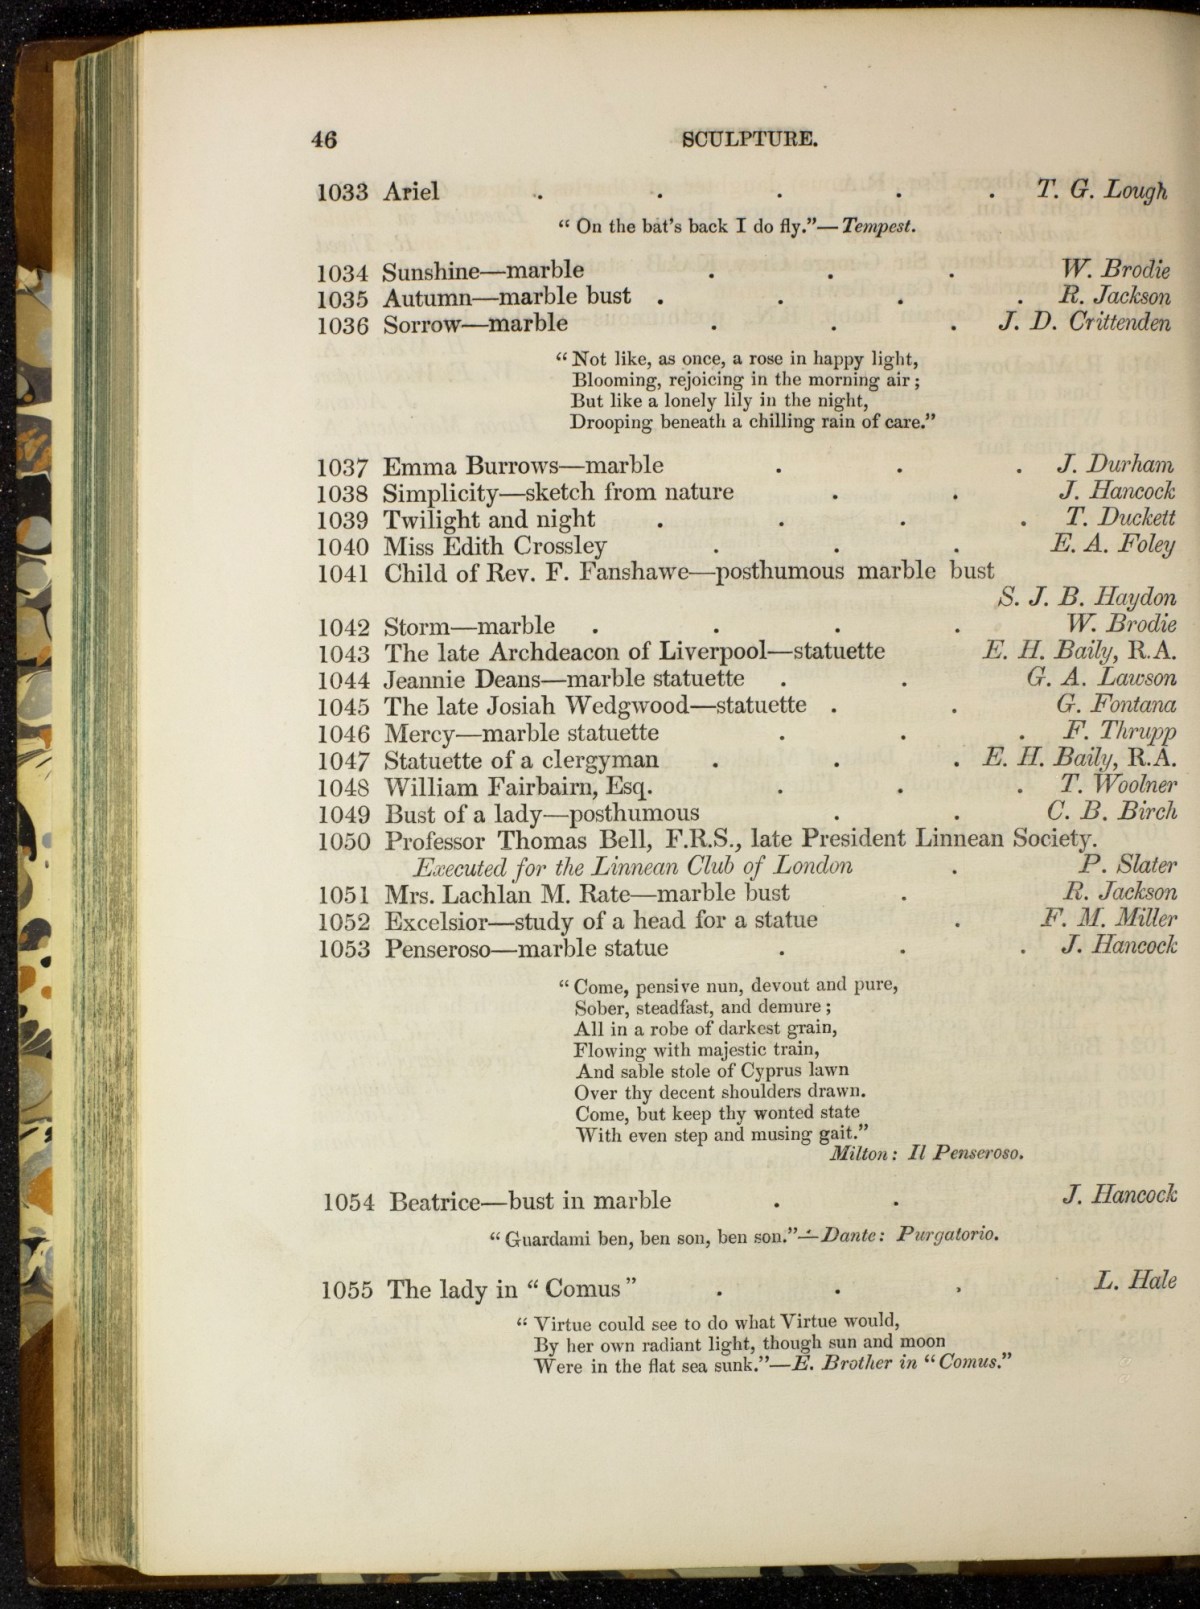 46 SCULPTURE.
1033 Ariel . . . . . T. G. Lough
“ On the bat's back I do fly.”—Tempest.
1034 Sunshine—marble . . . W. Brodie
1035 Autumn—marble bust . . . . R. Jackson
1036 Sorrow—marble . . . J. D. Crittenden
“ Not like, as once, a rose in happy light,
Blooming, rejoicing in the morning air;
But like a lonely lily in the night,
Drooping beneath a chilling rain of care.”
1037 Emma Burrows—marble . . . J. Durham
1038 Simplicity—sketch from nature . . J. Hancock
1039 Twilight and night . . . . T. Duckett
1040 Miss Edith Crossley . . . E. A. Foley
1041 Child of Rev. F. Fanshawe—posthumous marble bust
S. J. B. Haydon
1042 Storm—marble . . . . W. Brodie
1043 The late Archdeacon of Liverpool—statuette E. H. Baily, R.A.
1044 Jeannie Deans—marble statuette . . G. A. Lawson
1045 The late Josiah Wedgwood—statuette . . G. Fontana
1046 Mercy—marble statuette . . . F. Thrupp
1047 Statuette of a clergyman . . . E. H. Baily, R.A.
1048 William Fairbairn, Esq. . . . T. Woolner
1049 Bust of a lady—posthumous . . C. B. Birch
1050 Professor Thomas Bell, F.R.S., late President Linnean Society.
Executed for the Linnean Club of London . P. Slater
1051 Mrs. Lachlan M. Rate—marble bust . R. Jackson
1052 Excelsior—study of a head for a statue . F. M. Miller
1053 Penseroso—marble statue . . . J. Hancock
“ Come, pensive nun, devout and pure,
Sober, steadfast, and demure;
All in a robe of darkest grain,
Flowing with majestic train,
And sable stole of Cyprus lawn
Over thy decent shoulders drawn.
Come, but keep thy wonted state
With even step and musing gait.”
Milton: Il Penseroso.
1054 Beatrice—bust in marble . . J. Hancock
“ Guardami ben, ben son, ben son.”—Dante: Purgatorio.
1055 The lady in “ Comus ” . . . L. Hale
“ Virtue could see to do what Virtue would,
By her own radiant light, though sun and moon
Were in the flat sea sunk.”—E. Brother in “Comus.”